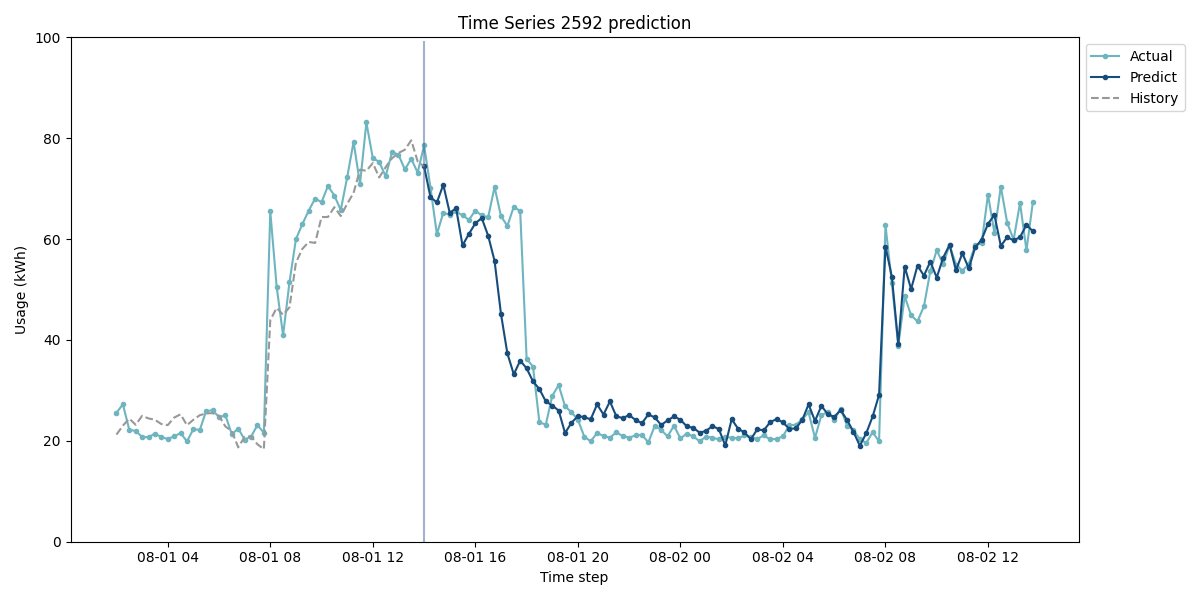 Time Series 2592 prediction
100
80
60
40
20
0
Usage (kWh)
08-01 04
08-01 08
08-01 12
08-01 16
08-01 20
08-02 00
08-02 04
08-02 08
08-02 12
Time step
Actual
Predict
History